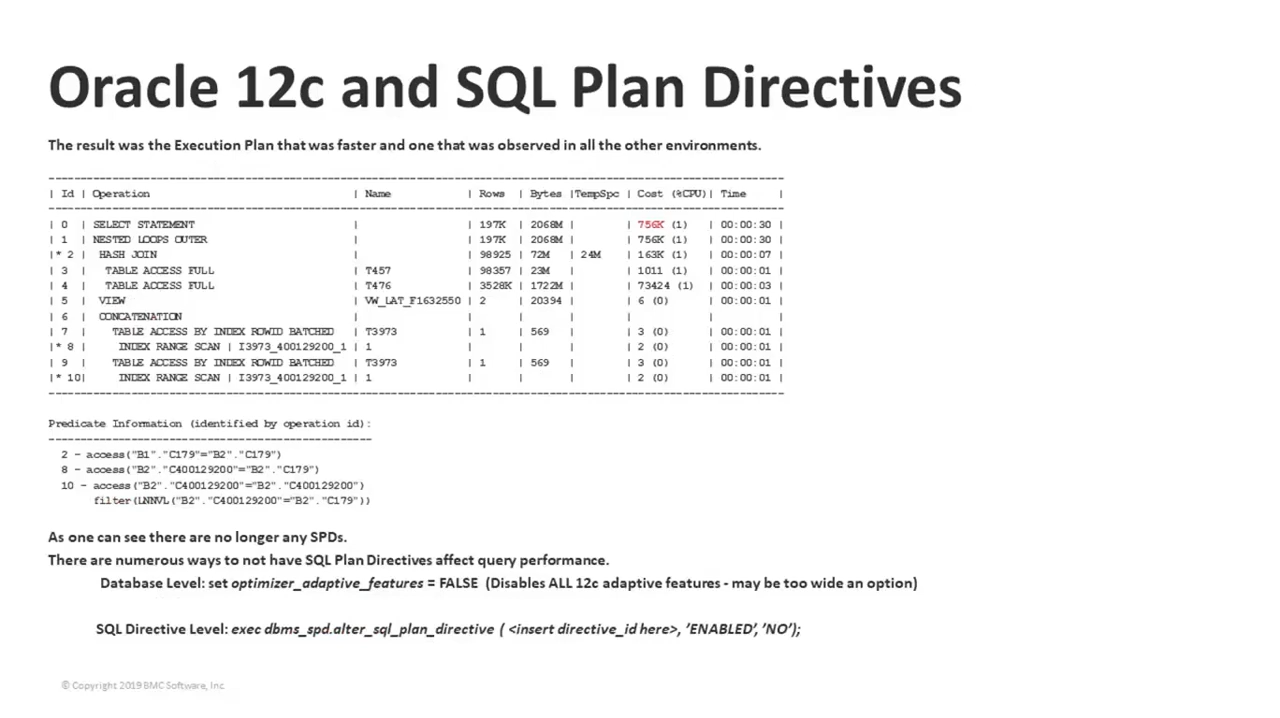 Oracle 12c and SQL Plan Directives
The result was the Execution Plan that was faster and one that was observed in all the other environments.
---------------------------------------------------------------------------------------------------------------
| Id | Operation | Name | Rows | Bytes |TempSpc | Cost (%CPU)| Time |
---------------------------------------------------------------------------------------------------------------
| 0 | SELECT STATEMENT | | 197K | 2068M | | 756K (1) | 00:00:30 |
| 1 | NESTED LOOPS OUTER | | 197K | 2068M | | 756K (1) | 00:00:30 |
|* 2 | HASH JOIN | | 98925 | 72M | 24M | 163K (1) | 00:00:07 |
| 3 | TABLE ACCESS FULL | T457 | 98357 | 23M | | 1011 (1) | 00:00:01 |
| 4 | TABLE ACCESS FULL | T476 | 3528K | 1722M | | 73424 (1) | 00:00:03 |
| 5 | VIEW | VW_LAT_F1632550 | 2 | 20394 | | 6 (0) | 00:00:01 |
| 6 | CONCATENATION | | | | | | |
| 7 | TABLE ACCESS BY INDEX ROWID BATCHED | T3973 | 1 | 569 | | 3 (0) | 00:00:01 |
|* 8 | INDEX RANGE SCAN | I3973_400129200_1 | 1 | | | | 2 (0) | 00:00:01 |
| 9 | TABLE ACCESS BY INDEX ROWID BATCHED | T3973 | 1 | 569 | | 3 (0) | 00:00:01 |
|* 10| INDEX RANGE SCAN | I3973_400129200_1 | 1 | | | | 2 (0) | 00:00:01 |
---------------------------------------------------------------------------------------------------------------
Predicate Information (identified by operation id):
---------------------------------------------------
2 - access("B1"."C179"="B2"."C179")
8 - access("B2"."C400129200"="B2"."C179")
10 - access("B2"."C400129200"="B2"."C400129200")
filter(LNNVL("B2"."C400129200"="B2"."C179"))
As one can see there are no longer any SPDs.
There are numerous ways to not have SQL Plan Directives affect query performance.
Database Level: set optimizer_adaptive_features = FALSE (Disables ALL 12c adaptive features - may be too wide an option)
SQL Directive Level: exec dbms_spd.alter_sql_plan_directive ( <insert directive_id here>, 'ENABLED', 'NO');
© Copyright 2019 BMC Software, Inc.